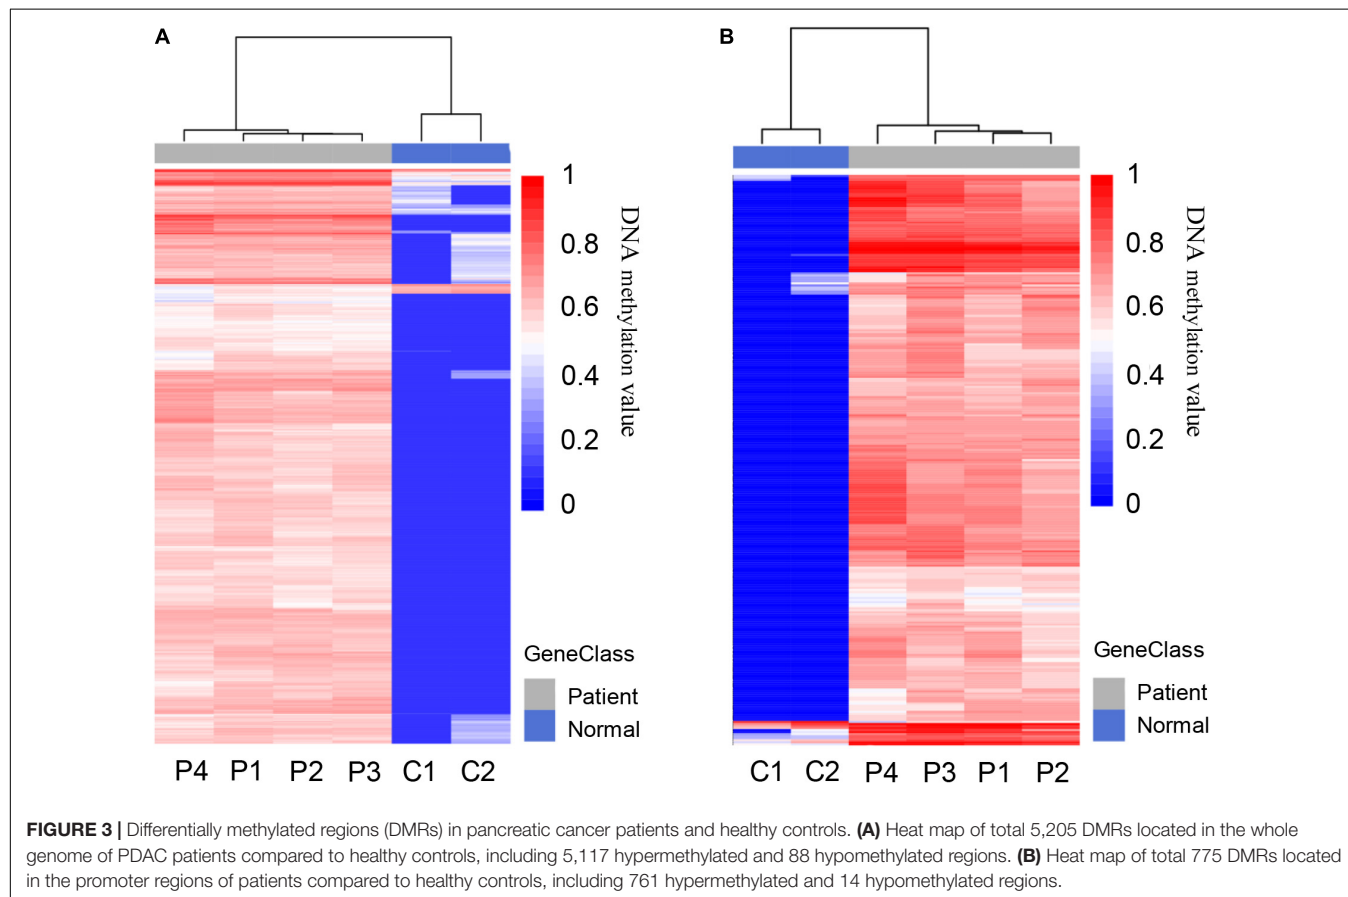 A
1
0.8
0.6
0.4
0.2
0
DNA methylation value
GeneClass
Patient
Normal
P4 P1 P2 P3 C1 C2
B
1
0.8
0.6
0.4
0.2
0
DNA methylation value
GeneClass
Patient
Normal
C1 C2 P4 P3 P1 P2
FIGURE 3 | Differentially methylated regions (DMRs) in pancreatic cancer patients and healthy controls. (A) Heat map of total 5,205 DMRs located in the whole
genome of PDAC patients compared to healthy controls, including 5,117 hypermethylated and 88 hypomethylated regions. (B) Heat map of total 775 DMRs located
in the promoter regions of patients compared to healthy controls, including 761 hypermethylated and 14 hypomethylated regions.